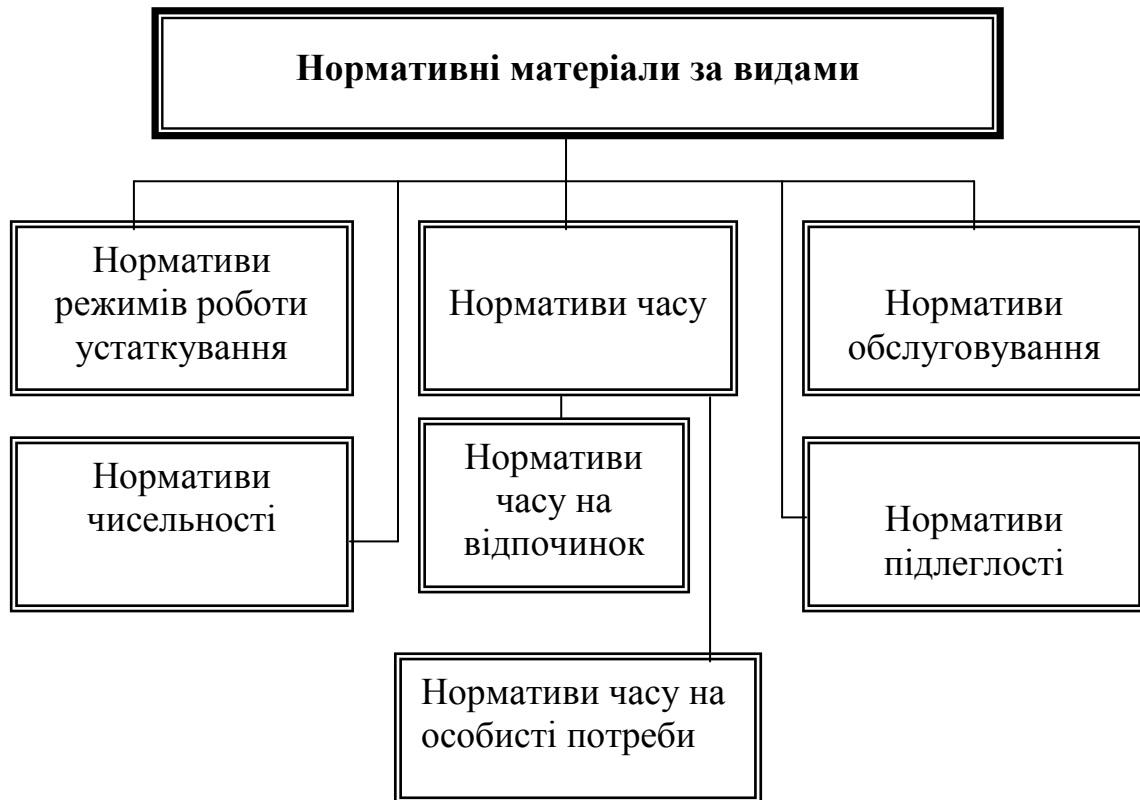 Нормативні матеріали за видами
Нормативи
режимів роботи
устаткування
Нормативи часу
Нормативи
обслуговування
Нормативи
чисельності
Нормативи
часу на
відпочинок
Нормативи
підлеглості
Нормативи часу на
особисті потреби